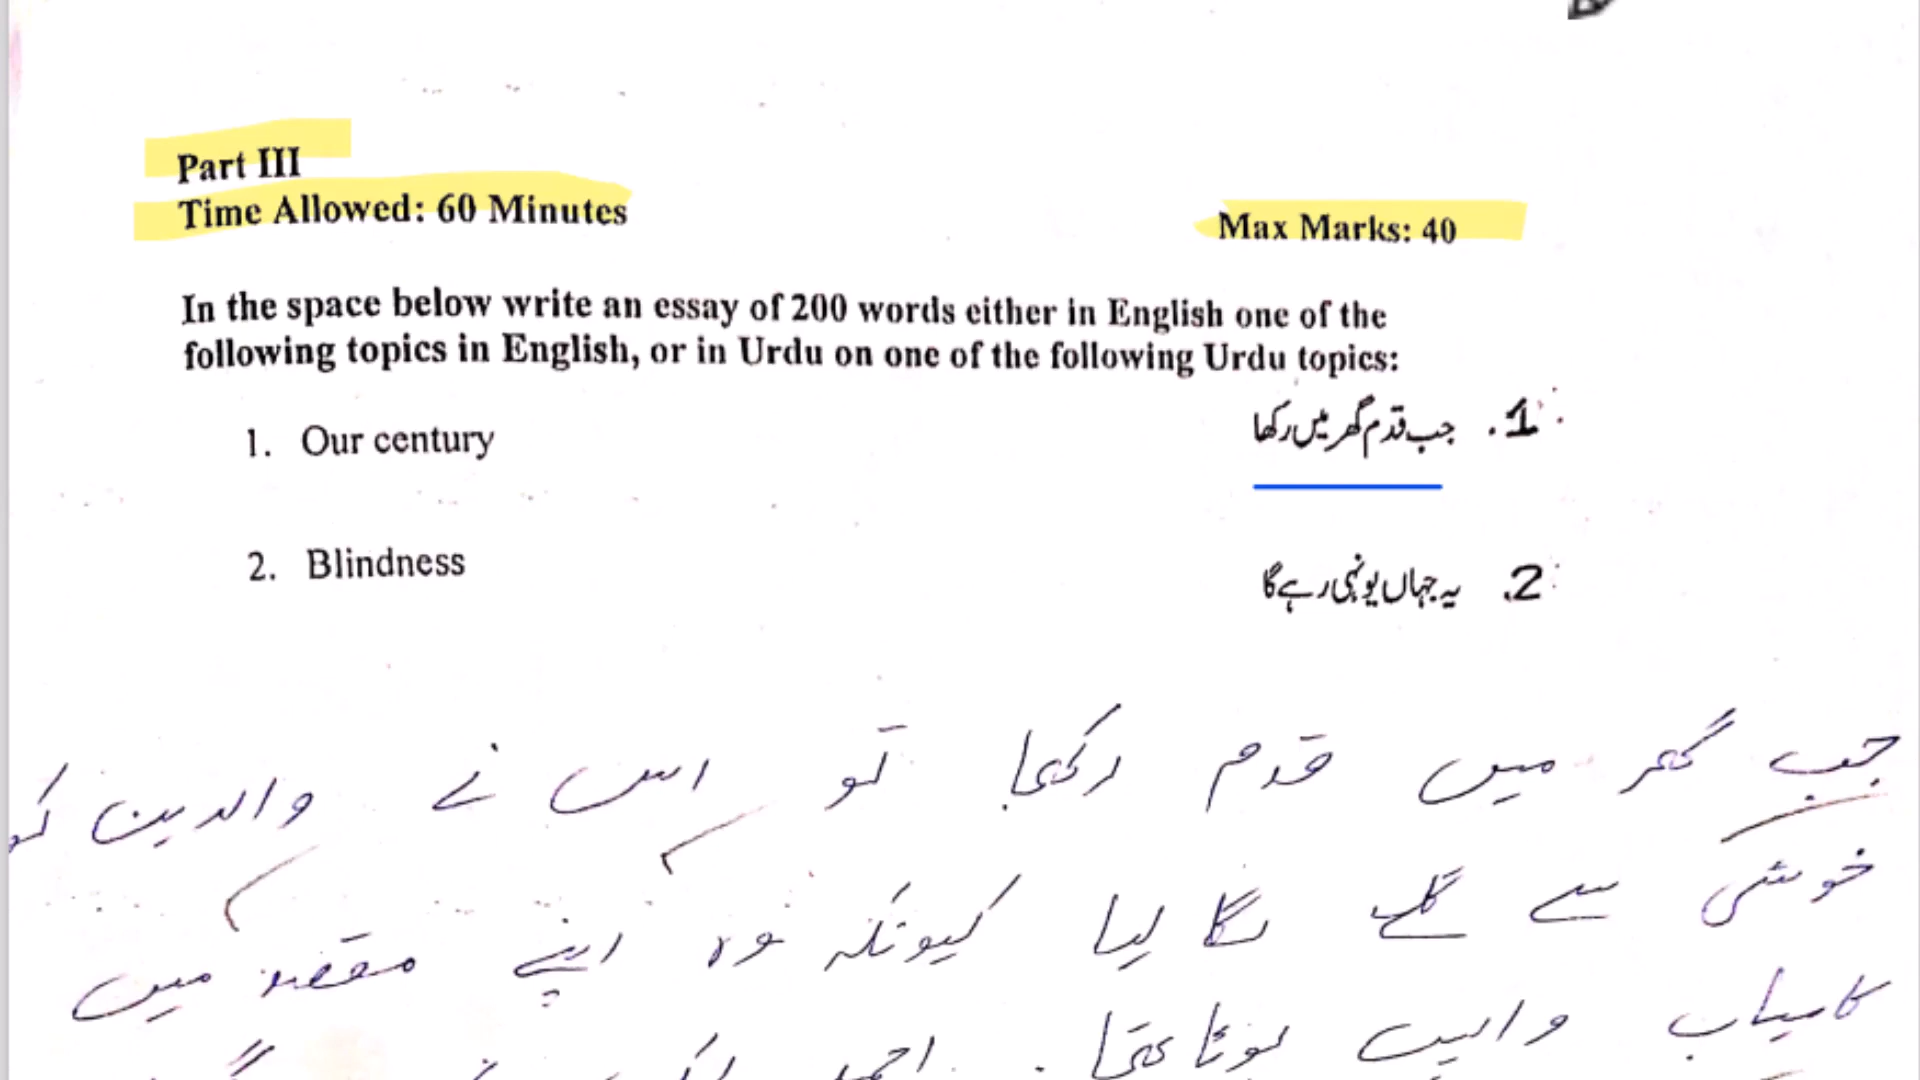 Part III
Time Allowed: 60 Minutes
Max Marks: 40
In the space below write an essay of 200 words either in English one of the
following topics in English, or in Urdu on one of the following Urdu topics:
1. Our century
1. جب قدم گھر میں رکھا
2. Blindness
2. یہ جہاں یونہی رہے گا
جب گھر میں قدم رکھا تو اس نے والدین کو
خوشی سے گلے لگا لیا کیونکہ وہ اپنے مقصد میں
کامیاب واپس لوٹا تھا۔ احمد